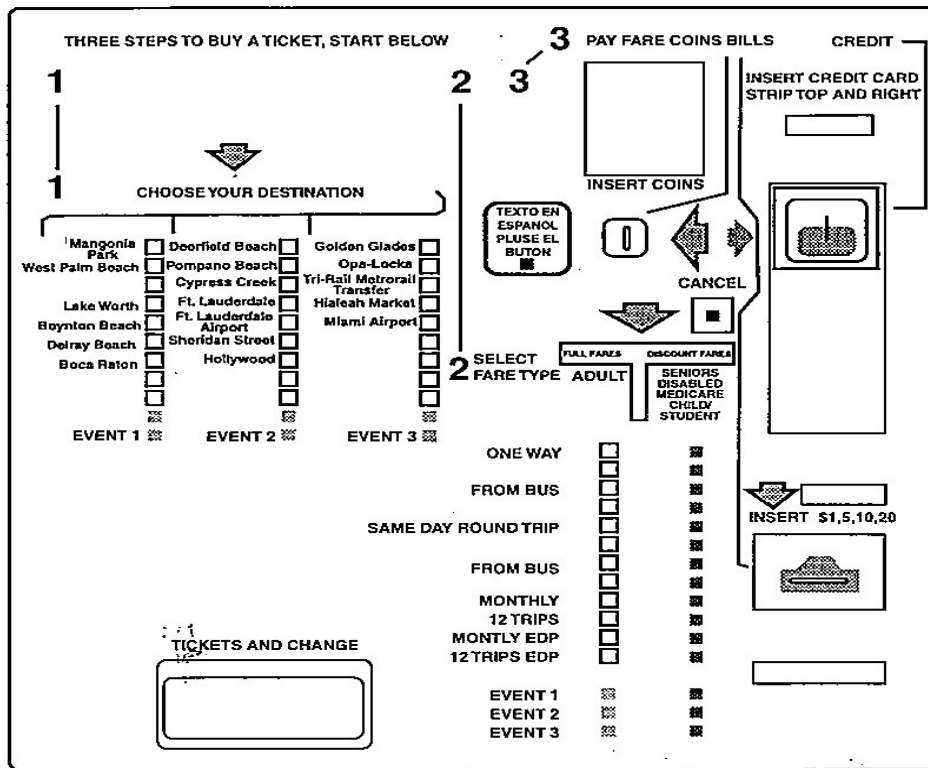 THREE STEPS TO BUY A TICKET, START BELOW
1
1
CHOOSE YOUR DESTINATION
Mangonia
Park
West Palm Beach
Lake Worth
Boynton Beach
Delray Beach
Boca Raton
EVENT 1
Deerfield Beach
Pompano Beach
Cypress Creek
Ft. Lauderdale
Ft. Lauderdale
Airport
Sheridan Street
Hollywood
EVENT 2
Golden Glades
Opa-Locka
Tri-Rail Metrorail
Transfer
Hialeah Market
Miami Airport
EVENT 3
2
2 SELECT
FARE TYPE
FULL FARES
DISCOUNT FARES
ADULT
SENIORS
DISABLED
MEDICARE
CHILD/
STUDENT
ONE WAY
FROM BUS
SAME DAY ROUND TRIP
FROM BUS
MONTHLY
12 TRIPS
MONTLY EDP
12 TRIPS EDP
EVENT 1
EVENT 2
EVENT 3
3
3 PAY FARE COINS BILLS
CREDIT
INSERT CREDIT CARD
STRIP TOP AND RIGHT
INSERT COINS
TEXTO EN
ESPANOL
PLUSE EL
BUTON
CANCEL
INSERT $1,5,10,20
TICKETS AND CHANGE